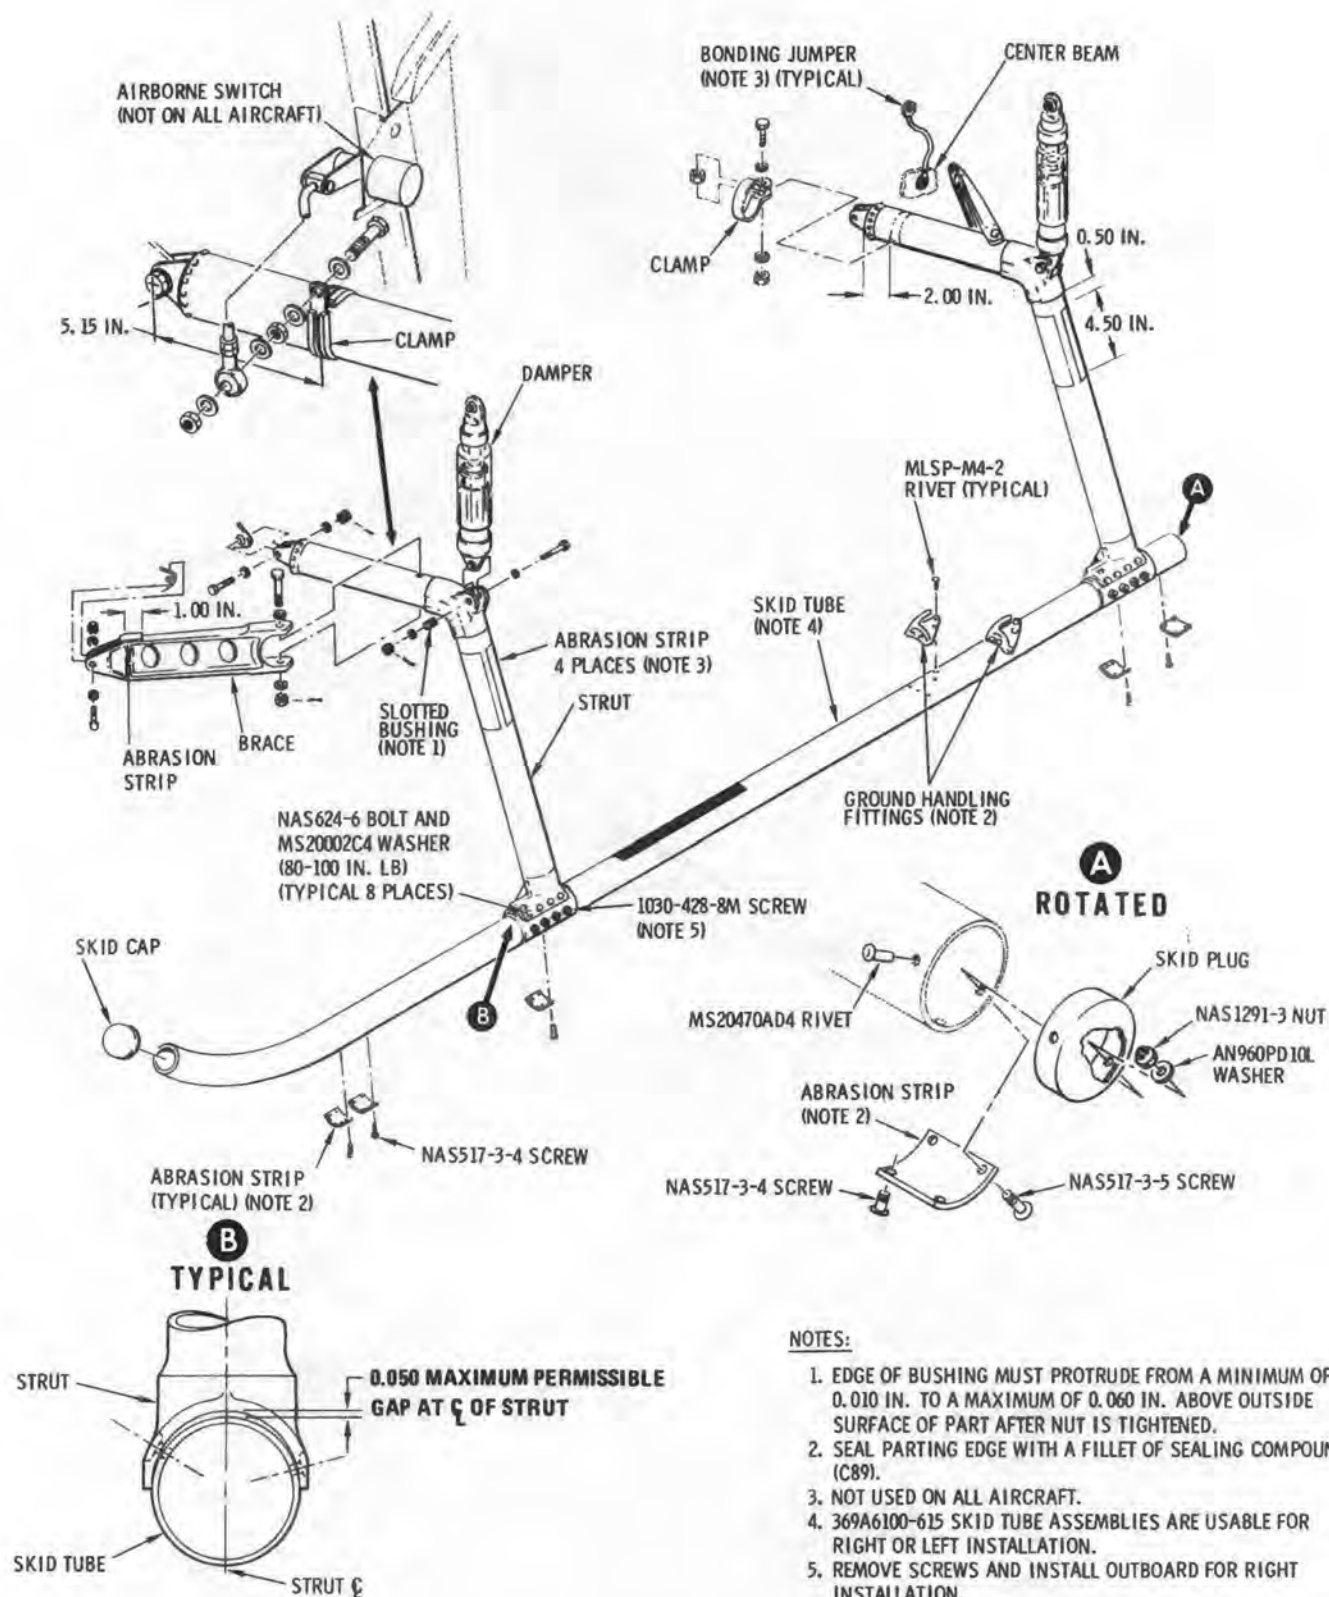 AIRBORNE SWITCH
(NOT ON ALL AIRCRAFT)
BONDING JUMPER
(NOTE 3) (TYPICAL)
CENTER BEAM
CLAMP
0.50 IN.
2.00 IN.
4.50 IN.
5.15 IN.
CLAMP
DAMPER
MLSP-M4-2
RIVET (TYPICAL)
A
1.00 IN.
SKID TUBE
(NOTE 4)
ABRASION STRIP
4 PLACES (NOTE 3)
STRUT
SLOTTED
BUSHING
(NOTE 1)
BRACE
ABRASION
STRIP
GROUND HANDLING
FITTINGS (NOTE 2)
NAS624-6 BOLT AND
MS20002C4 WASHER
(80-100 IN. LB)
(TYPICAL 8 PLACES)
1030-428-8M SCREW
(NOTE 5)
SKID CAP
B
A
ROTATED
SKID PLUG
MS20470AD4 RIVET
NAS1291-3 NUT
AN960PD10L
WASHER
ABRASION STRIP
(NOTE 2)
NAS517-3-4 SCREW
NAS517-3-5 SCREW
NAS517-3-4 SCREW
ABRASION STRIP
(TYPICAL) (NOTE 2)
B
TYPICAL
STRUT
0.050 MAXIMUM PERMISSIBLE
GAP AT ℄ OF STRUT
SKID TUBE
STRUT ℄
NOTES:
1. EDGE OF BUSHING MUST PROTRUDE FROM A MINIMUM OF
0.010 IN. TO A MAXIMUM OF 0.060 IN. ABOVE OUTSIDE
SURFACE OF PART AFTER NUT IS TIGHTENED.
2. SEAL PARTING EDGE WITH A FILLET OF SEALING COMPOUN
(C89).
3. NOT USED ON ALL AIRCRAFT.
4. 369A6100-615 SKID TUBE ASSEMBLIES ARE USABLE FOR
RIGHT OR LEFT INSTALLATION.
5. REMOVE SCREWS AND INSTALL OUTBOARD FOR RIGHT
INSTALLATION